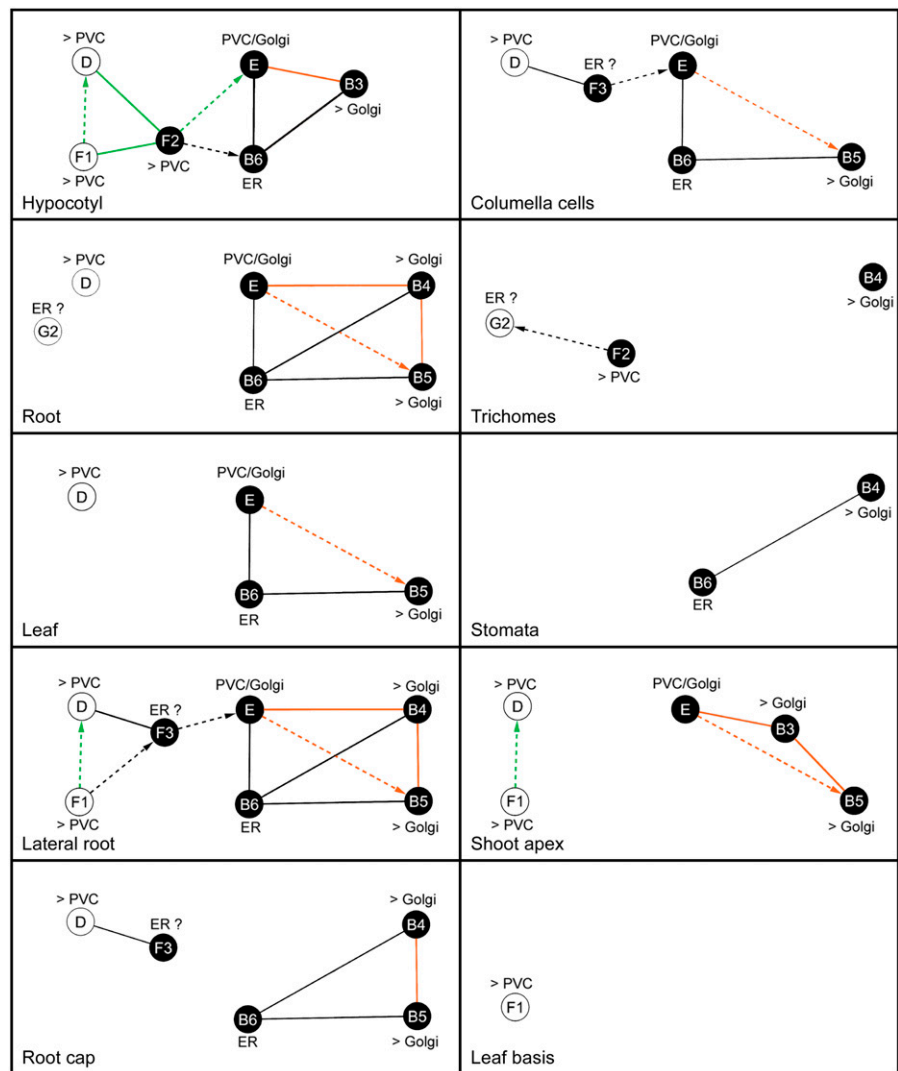 > PVC
D
F1
> PVC
F2
> PVC
PVC/Golgi
E
B3
> Golgi
B6
ER
Hypocotyl
> PVC
D
ER ?
F3
PVC/Golgi
E
B6
ER
B5
> Golgi
Columella cells
> PVC
D
ER ?
G2
PVC/Golgi
E
> Golgi
B4
B6
ER
B5
> Golgi
Root
ER ?
G2
F2
> PVC
B4
> Golgi
Trichomes
> PVC
D
PVC/Golgi
E
B6
ER
B5
> Golgi
Leaf
B4
> Golgi
B6
ER
Stomata
> PVC
D
ER ?
F3
F1
> PVC
PVC/Golgi
E
> Golgi
B4
B6
ER
B5
> Golgi
Lateral root
> PVC
D
F1
> PVC
PVC/Golgi
E
> Golgi
B3
B5
> Golgi
Shoot apex
> PVC
D
ER ?
F3
> Golgi
B4
B6
ER
B5
> Golgi
Root cap
> PVC
F1
Leaf basis